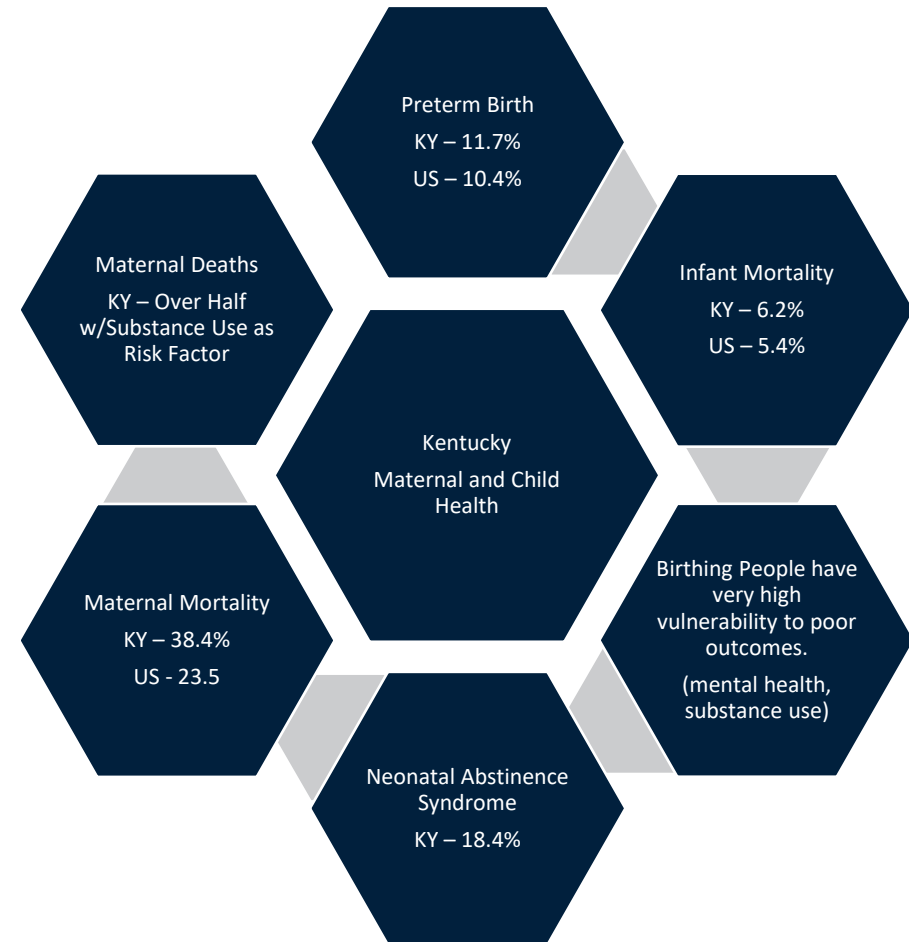 Preterm Birth
KY – 11.7%
US – 10.4%
Infant Mortality
KY – 6.2%
US – 5.4%
Birthing People have
very high
vulnerability to poor
outcomes.
(mental health,
substance use)
Neonatal Abstinence
Syndrome
KY – 18.4%
Maternal Mortality
KY – 38.4%
US - 23.5
Maternal Deaths
KY – Over Half
w/Substance Use as
Risk Factor
Kentucky
Maternal and Child
Health